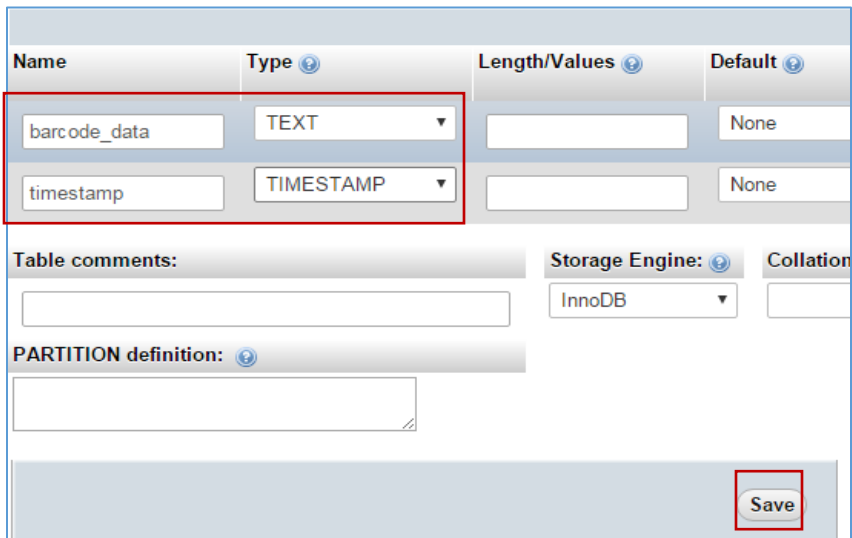 Name Type Length/Values Default
barcode_data TEXT None
timestamp TIMESTAMP None
Table comments: Storage Engine: Collation
InnoDB
PARTITION definition:
Save